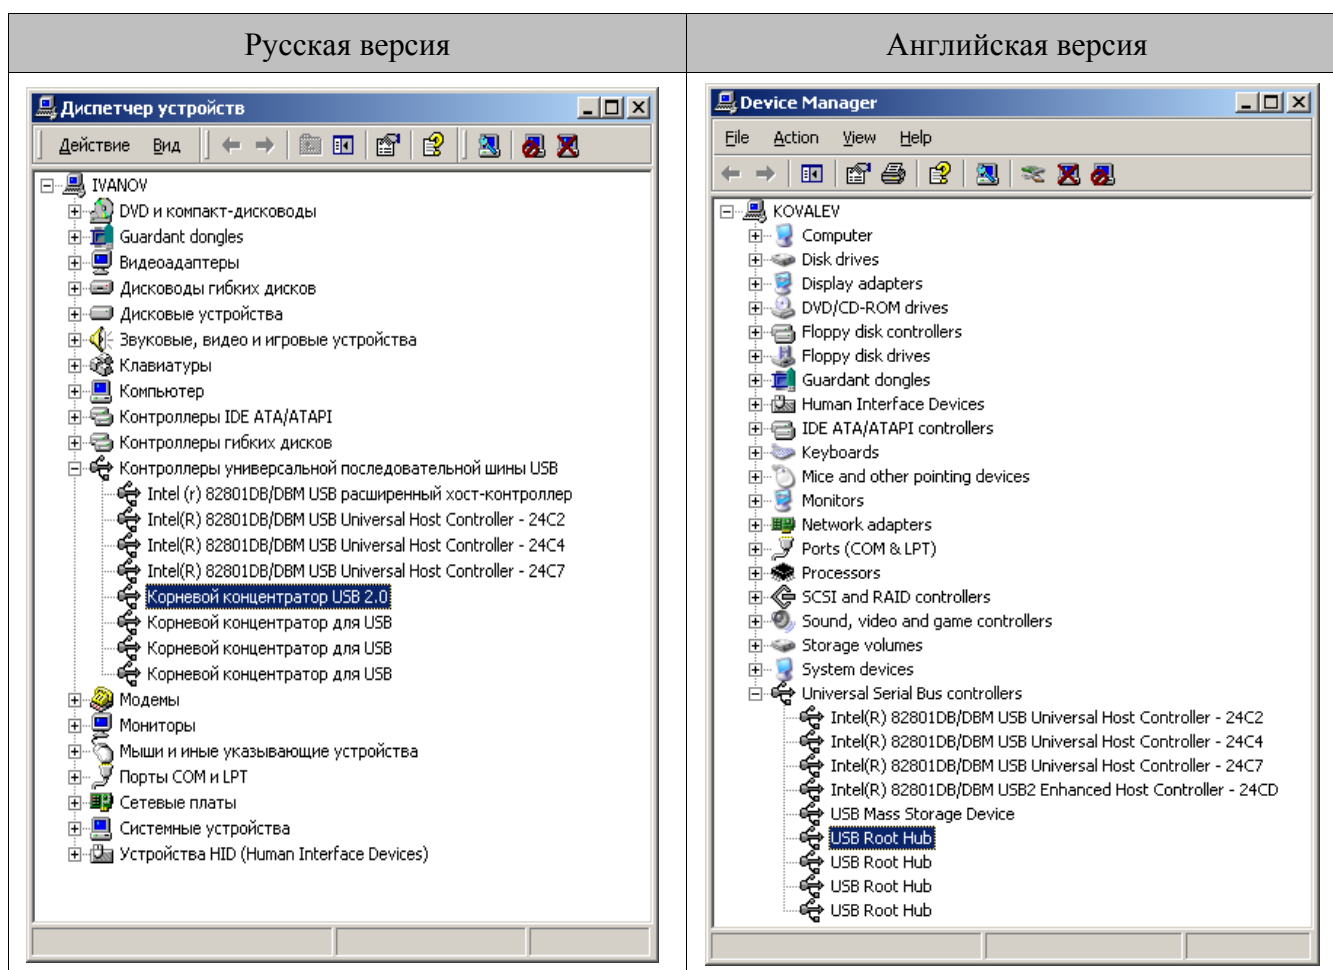 Русская версия
Английская версия
Диспетчер устройств
Действие Вид
IVANOV
DVD и компакт-дисководы
Guardant dongles
Видеоадаптеры
Дисководы гибких дисков
Дисковые устройства
Звуковые, видео и игровые устройства
Клавиатуры
Компьютер
Контроллеры IDE ATA/ATAPI
Контроллеры гибких дисков
Контроллеры универсальной последовательной шины USB
Intel (r) 82801DB/DBM USB расширенный хост-контроллер
Intel(R) 82801DB/DBM USB Universal Host Controller - 24C2
Intel(R) 82801DB/DBM USB Universal Host Controller - 24C4
Intel(R) 82801DB/DBM USB Universal Host Controller - 24C7
Корневой концентратор USB 2.0
Корневой концентратор для USB
Корневой концентратор для USB
Корневой концентратор для USB
Модемы
Мониторы
Мыши и иные указывающие устройства
Порты COM и LPT
Сетевые платы
Системные устройства
Устройства HID (Human Interface Devices)
Device Manager
File Action View Help
KOVALEV
Computer
Disk drives
Display adapters
DVD/CD-ROM drives
Floppy disk controllers
Floppy disk drives
Guardant dongles
Human Interface Devices
IDE ATA/ATAPI controllers
Keyboards
Mice and other pointing devices
Monitors
Network adapters
Ports (COM & LPT)
Processors
SCSI and RAID controllers
Sound, video and game controllers
Storage volumes
System devices
Universal Serial Bus controllers
Intel(R) 82801DB/DBM USB Universal Host Controller - 24C2
Intel(R) 82801DB/DBM USB Universal Host Controller - 24C4
Intel(R) 82801DB/DBM USB Universal Host Controller - 24C7
Intel(R) 82801DB/DBM USB2 Enhanced Host Controller - 24CD
USB Mass Storage Device
USB Root Hub
USB Root Hub
USB Root Hub
USB Root Hub